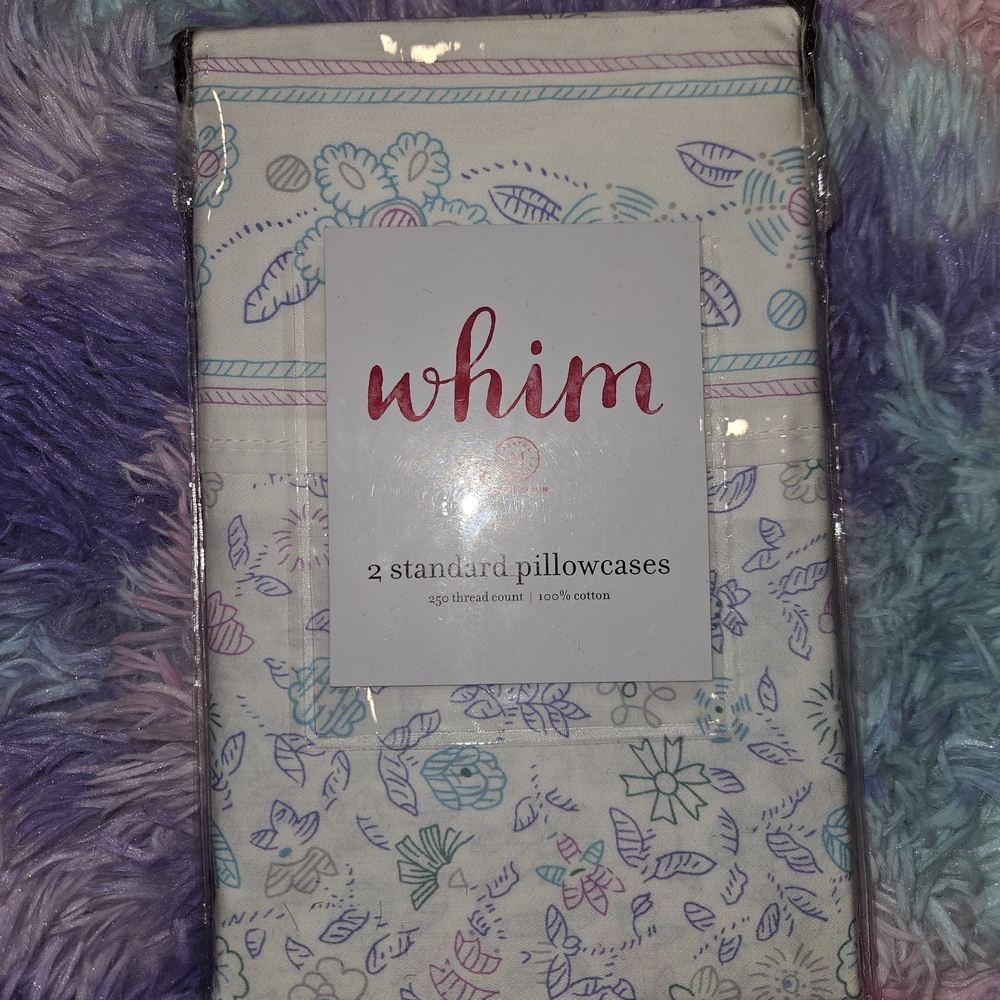 whim
2 standard pillowcases
250 thread count | 100% cotton